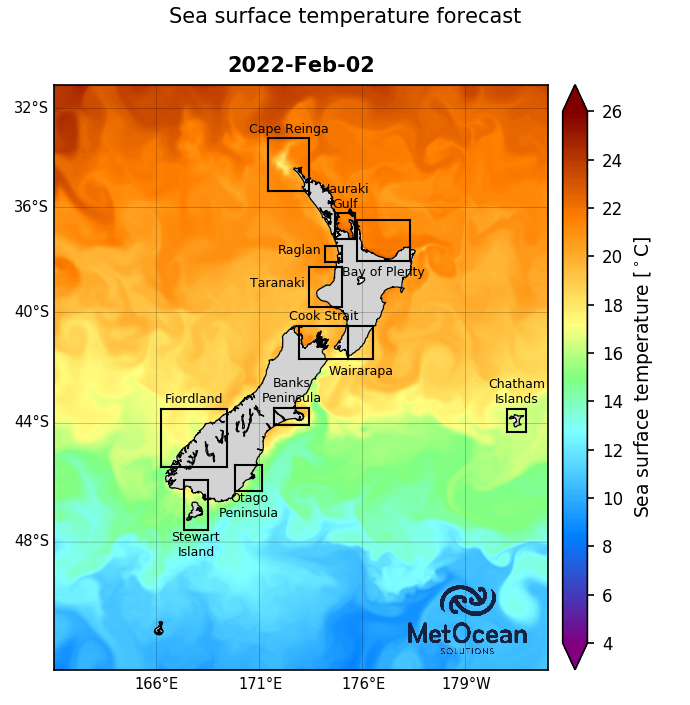 Sea surface temperature forecast
2022-Feb-02
32°S
36°S
40°S
44°S
48°S
Cape Reinga
Hauraki
Gulf
Raglan
Bay of Plenty
Taranaki
Cook Strait
Wairarapa
Banks
Peninsula
Chatham
Islands
Fiordland
Otago
Peninsula
Stewart
Island
MetOcean
SOLUTIONS
166°E
171°E
176°E
179°W
26
24
22
20
18
16
14
12
10
8
6
4
Sea surface temperature [°C]